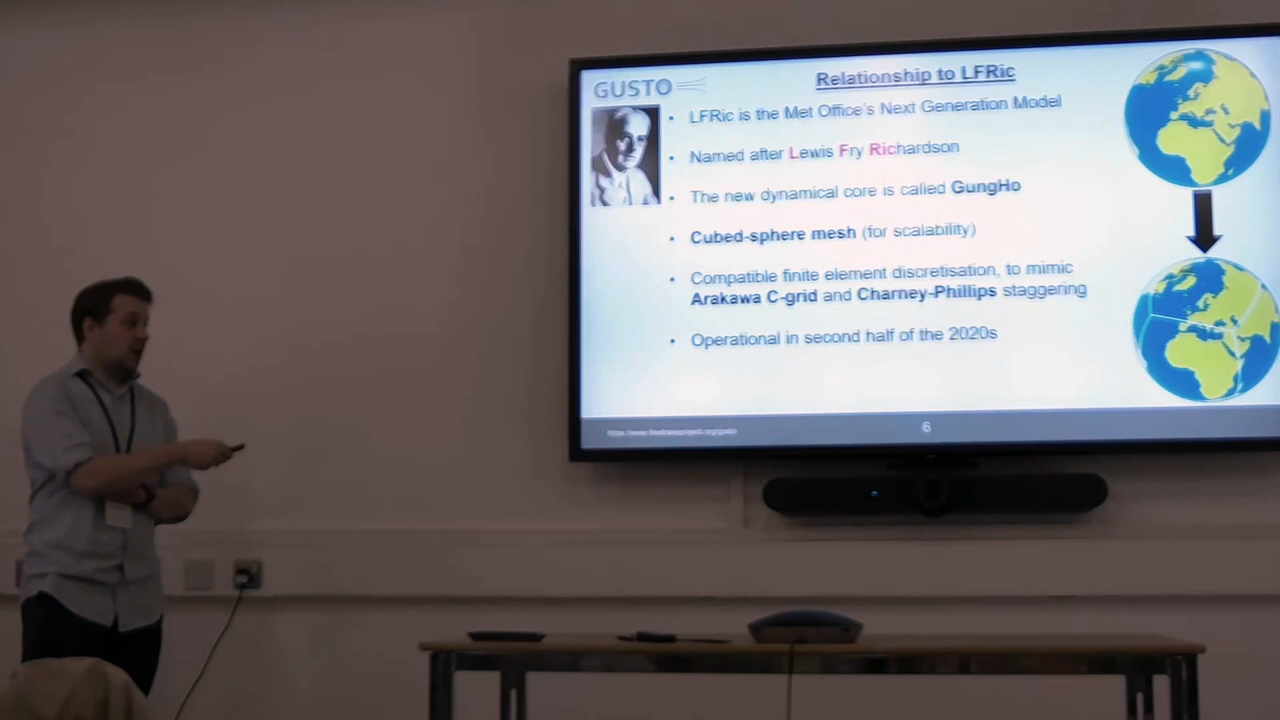 GUSTO
Relationship to LFRic
• LFRic is the Met Office's Next Generation Model
• Named after Lewis Fry Richardson
• The new dynamical core is called GungHo
• Cubed-sphere mesh (for scalability)
• Compatible finite element discretisation, to mimic
Arakawa C-grid and Charney-Phillips staggering
• Operational in second half of the 2020s
6